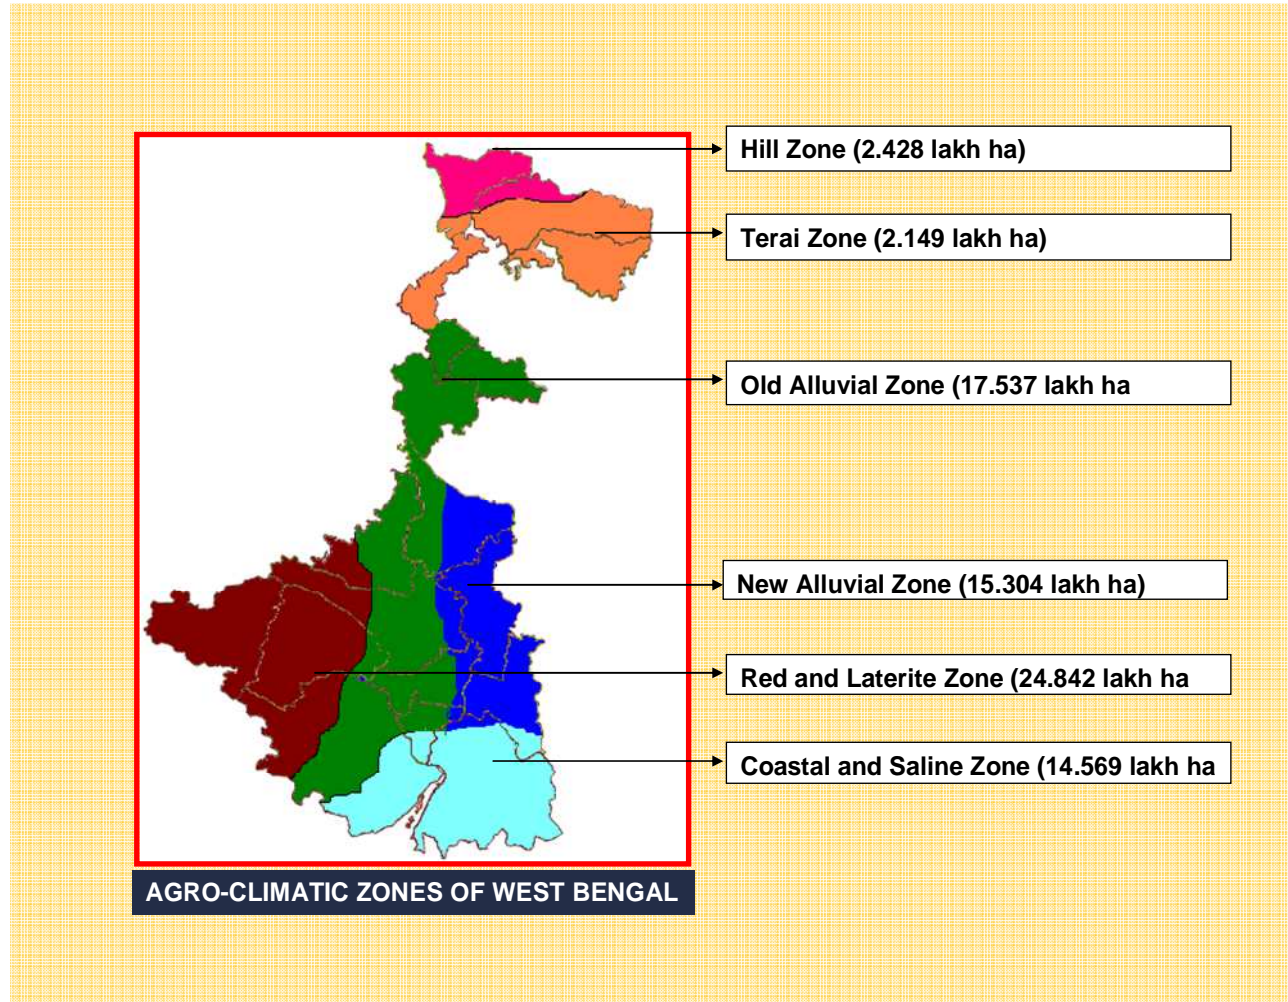 Hill Zone (2.428 lakh ha)
Terai Zone (2.149 lakh ha)
Old Alluvial Zone (17.537 lakh ha
New Alluvial Zone (15.304 lakh ha)
Red and Laterite Zone (24.842 lakh ha
Coastal and Saline Zone (14.569 lakh ha
AGRO-CLIMATIC ZONES OF WEST BENGAL